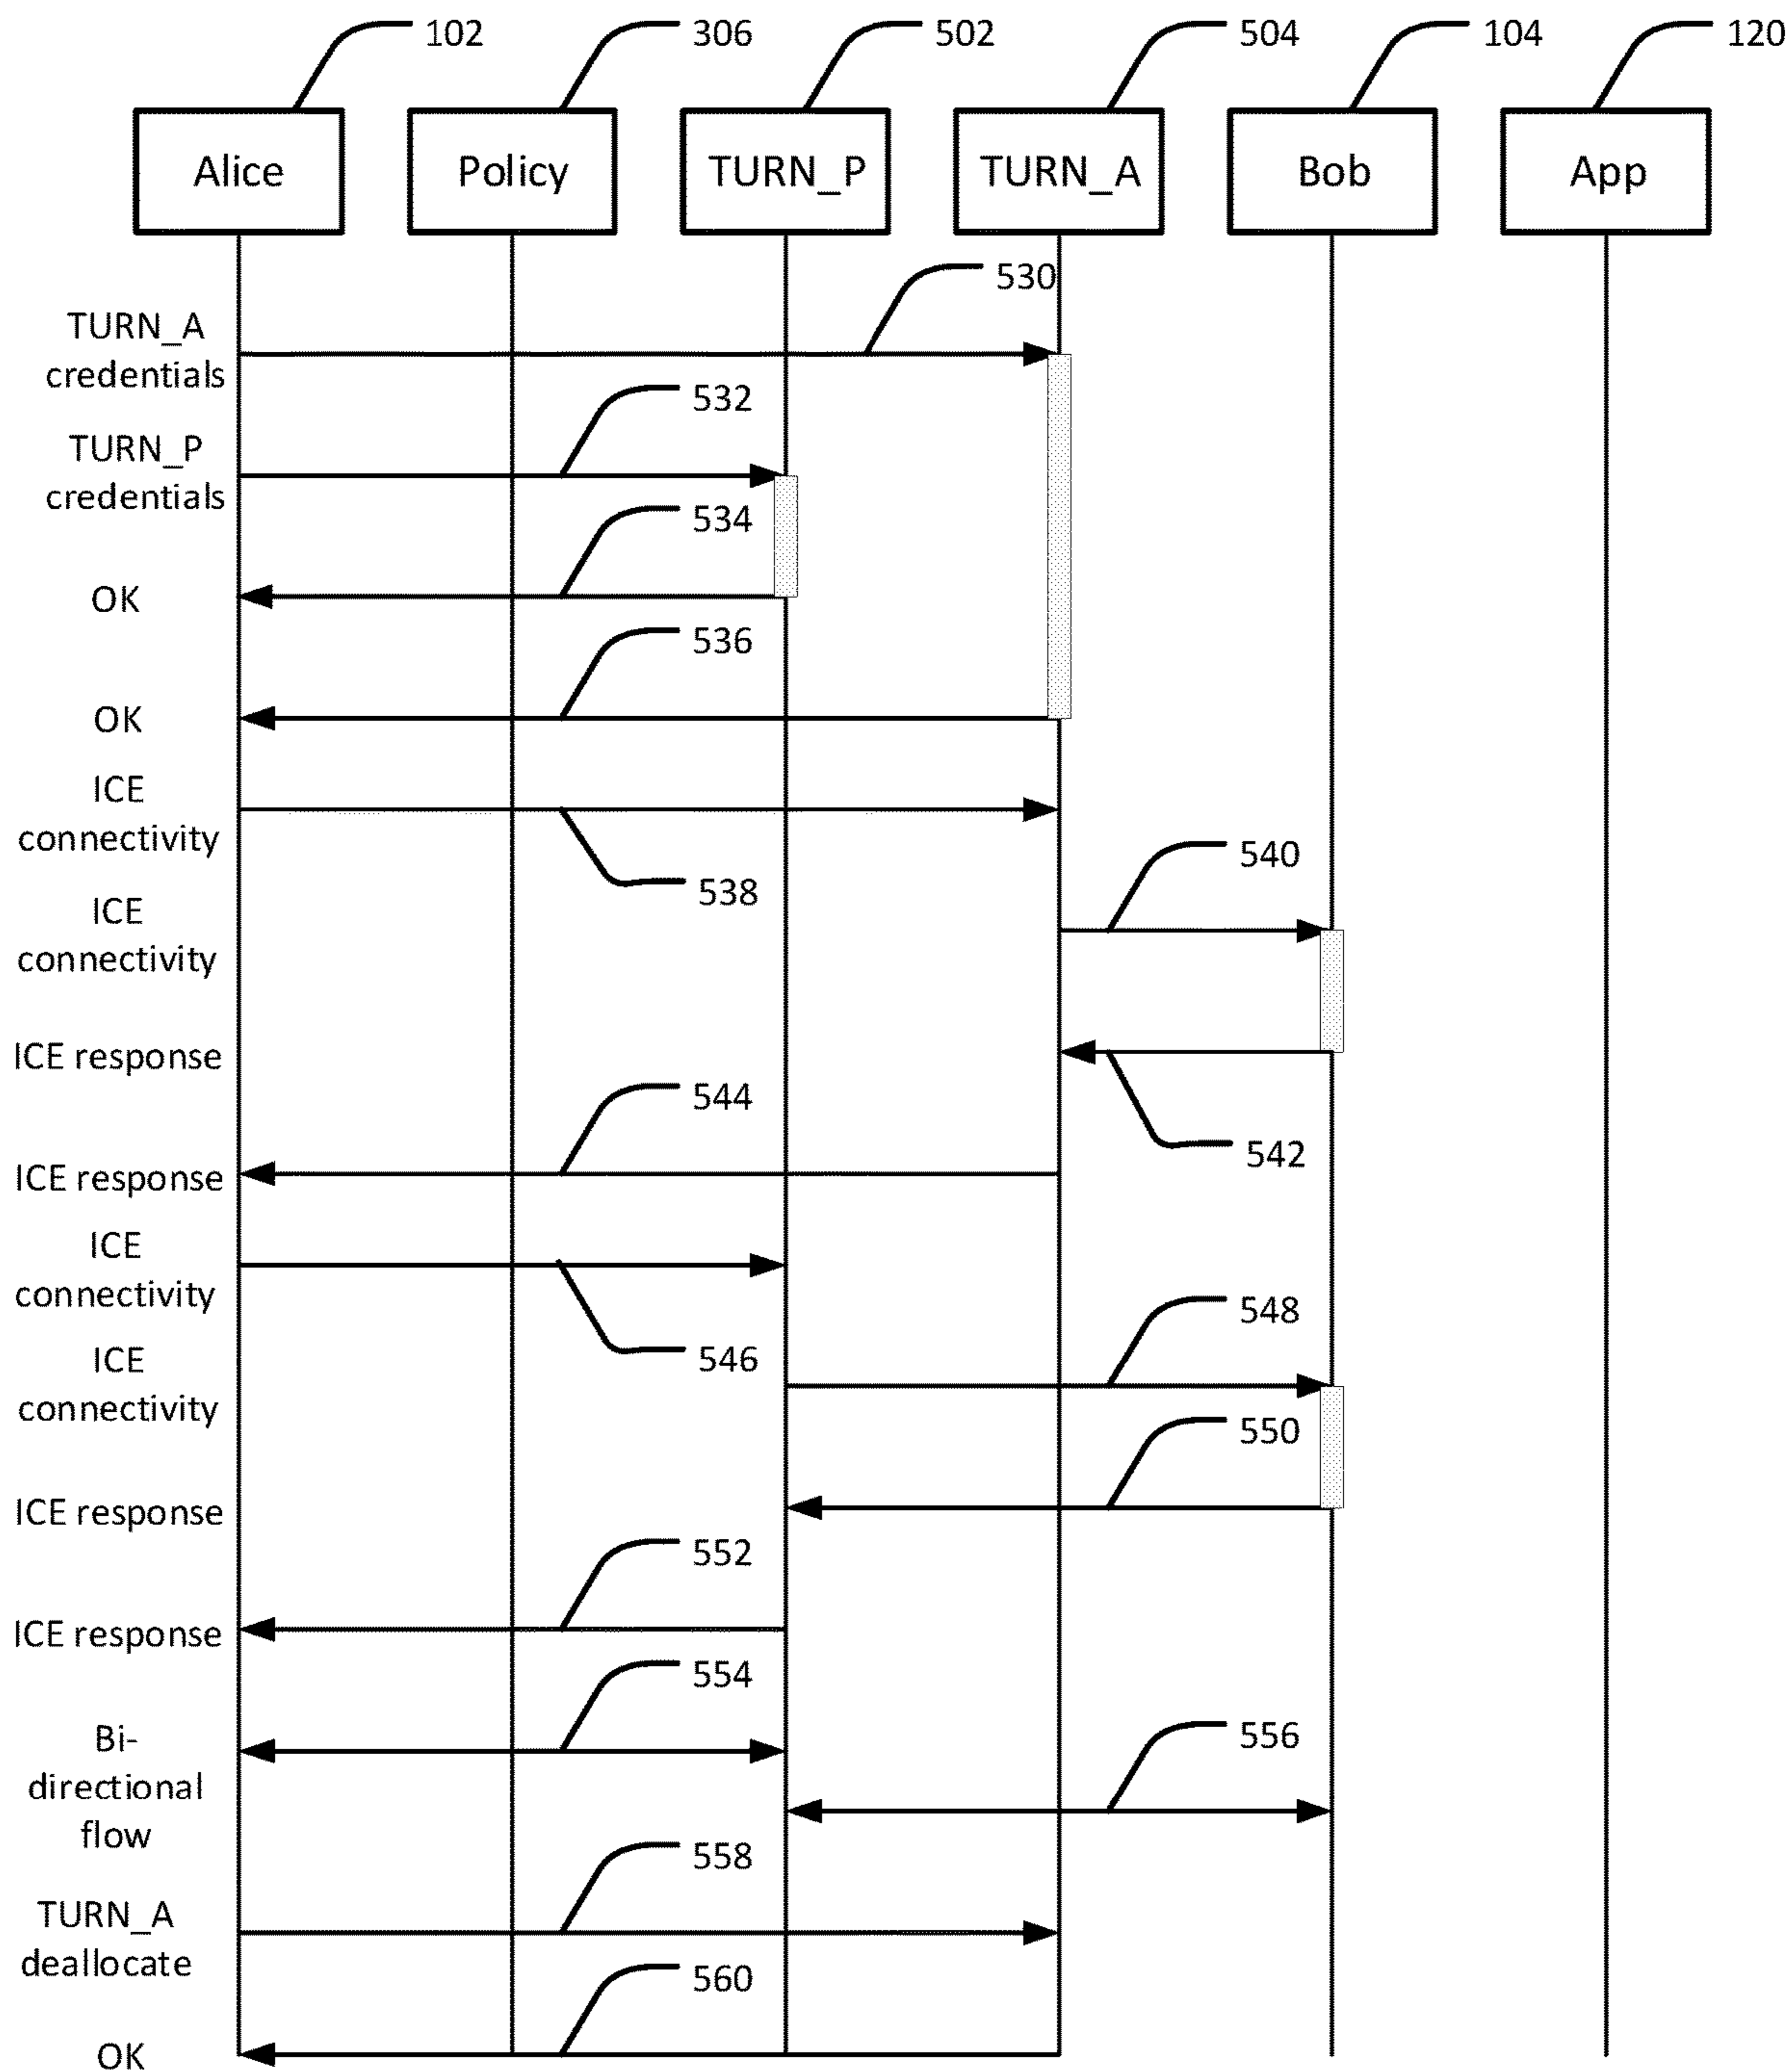 102
306
502
504
104
120
Alice
Policy
TURN_P
TURN_A
Bob
App
530
TURN_A
credentials
532
TURN_P
credentials
534
OK
536
OK
ICE
connectivity
538
540
ICE
connectivity
ICE response
544
542
ICE response
ICE
connectivity
548
546
ICE
connectivity
550
ICE response
552
ICE response
554
Bi-
directional
flow
556
558
TURN_A
deallocate
560
OK